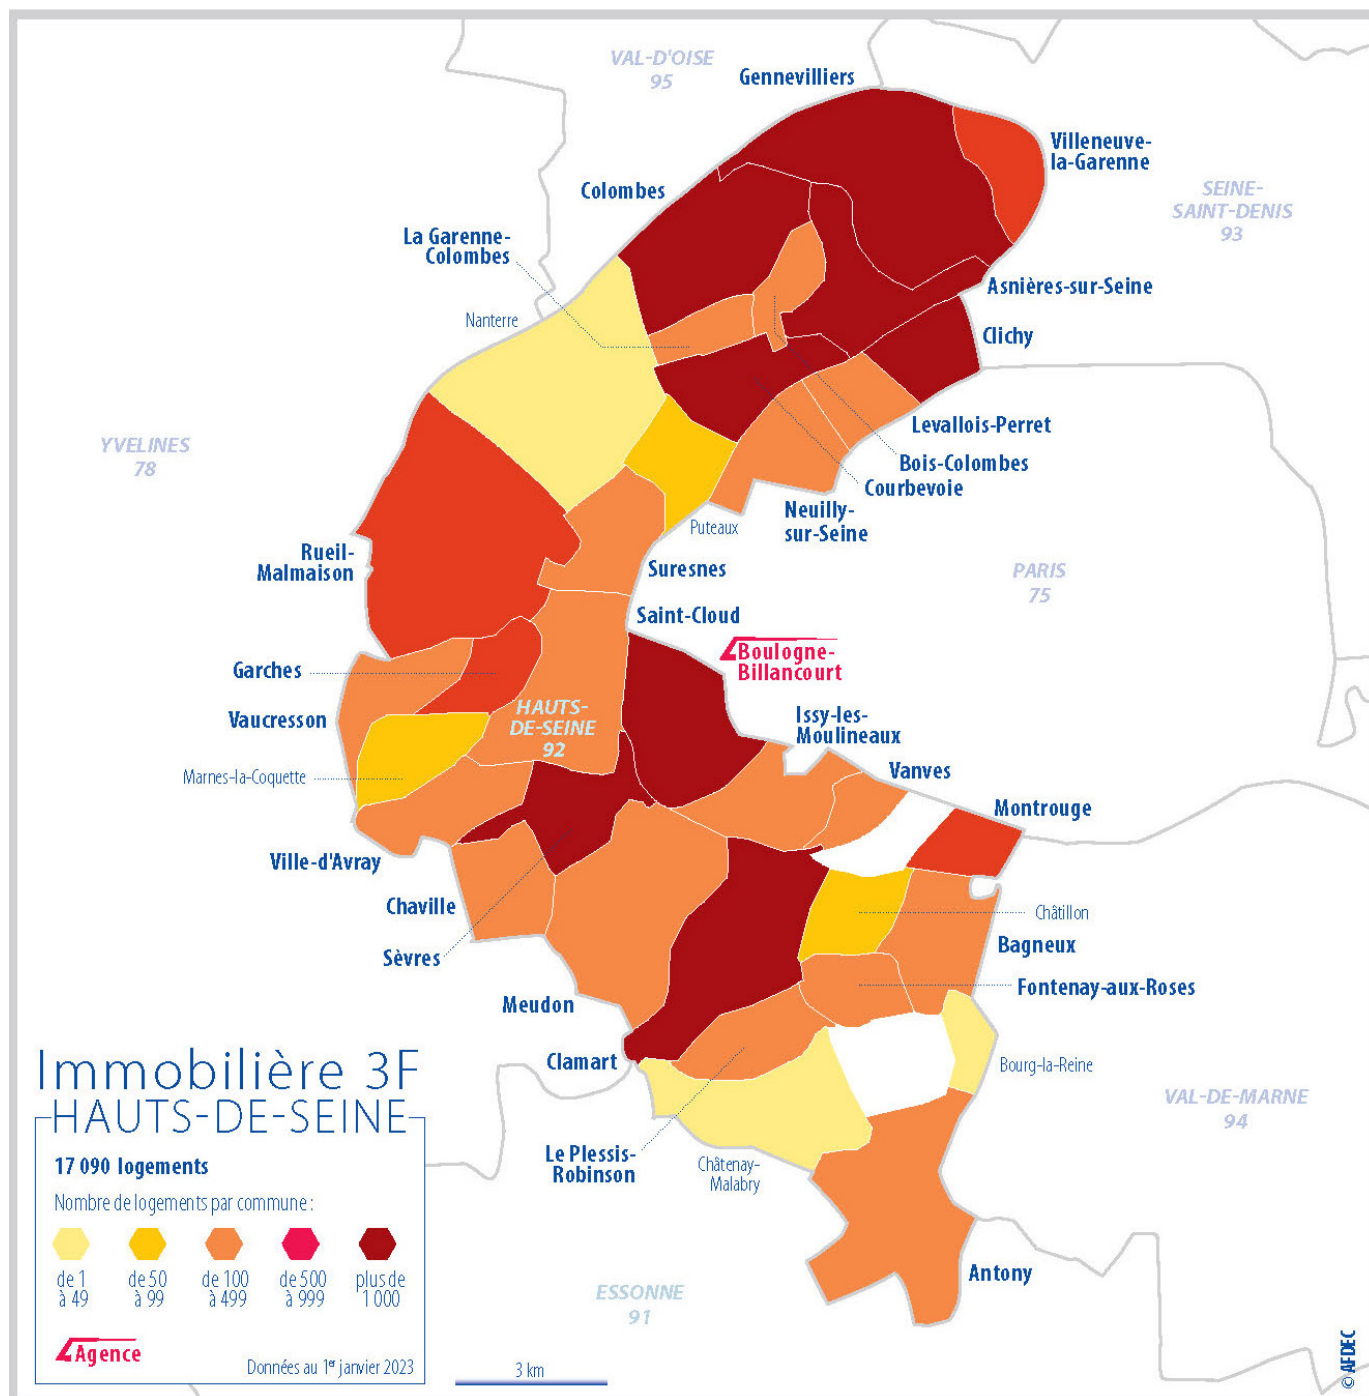 VAL-D'OISE
95
Gennevilliers
Villeneuve-
la-Garenne
Colombes
SEINE-
SAINT-DENIS
93
La Garenne-
Colombes
Asnières-sur-Seine
Nanterre
Clichy
YVELINES
78
Levallois-Perret
Bois-Colombes
Courbevoie
Neuilly-
sur-Seine
Puteaux
Rueil-
Malmaison
Suresnes
PARIS
75
Saint-Cloud
Boulogne-
Billancourt
Garches
Vaucresson
HAUTS-
DE-SEINE
92
Issy-les-
Moulineaux
Marnes-la-Coquette
Vanves
Montrouge
Ville-d'Avray
Chaville
Châtillon
Sèvres
Bagneux
Fontenay-aux-Roses
Meudon
Clamart
Bourg-la-Reine
VAL-DE-MARNE
94
Le Plessis-
Robinson
Châtenay-
Malabry
Antony
ESSONNE
91
Immobilière 3F
HAUTS-DE-SEINE
17 090 logements
Nombre de logements par commune :
de 1
à 49
de 50
à 99
de 100
à 499
de 500
à 999
plus de
1 000
Agence
Données au 1er janvier 2023
3 km
© AFDEC